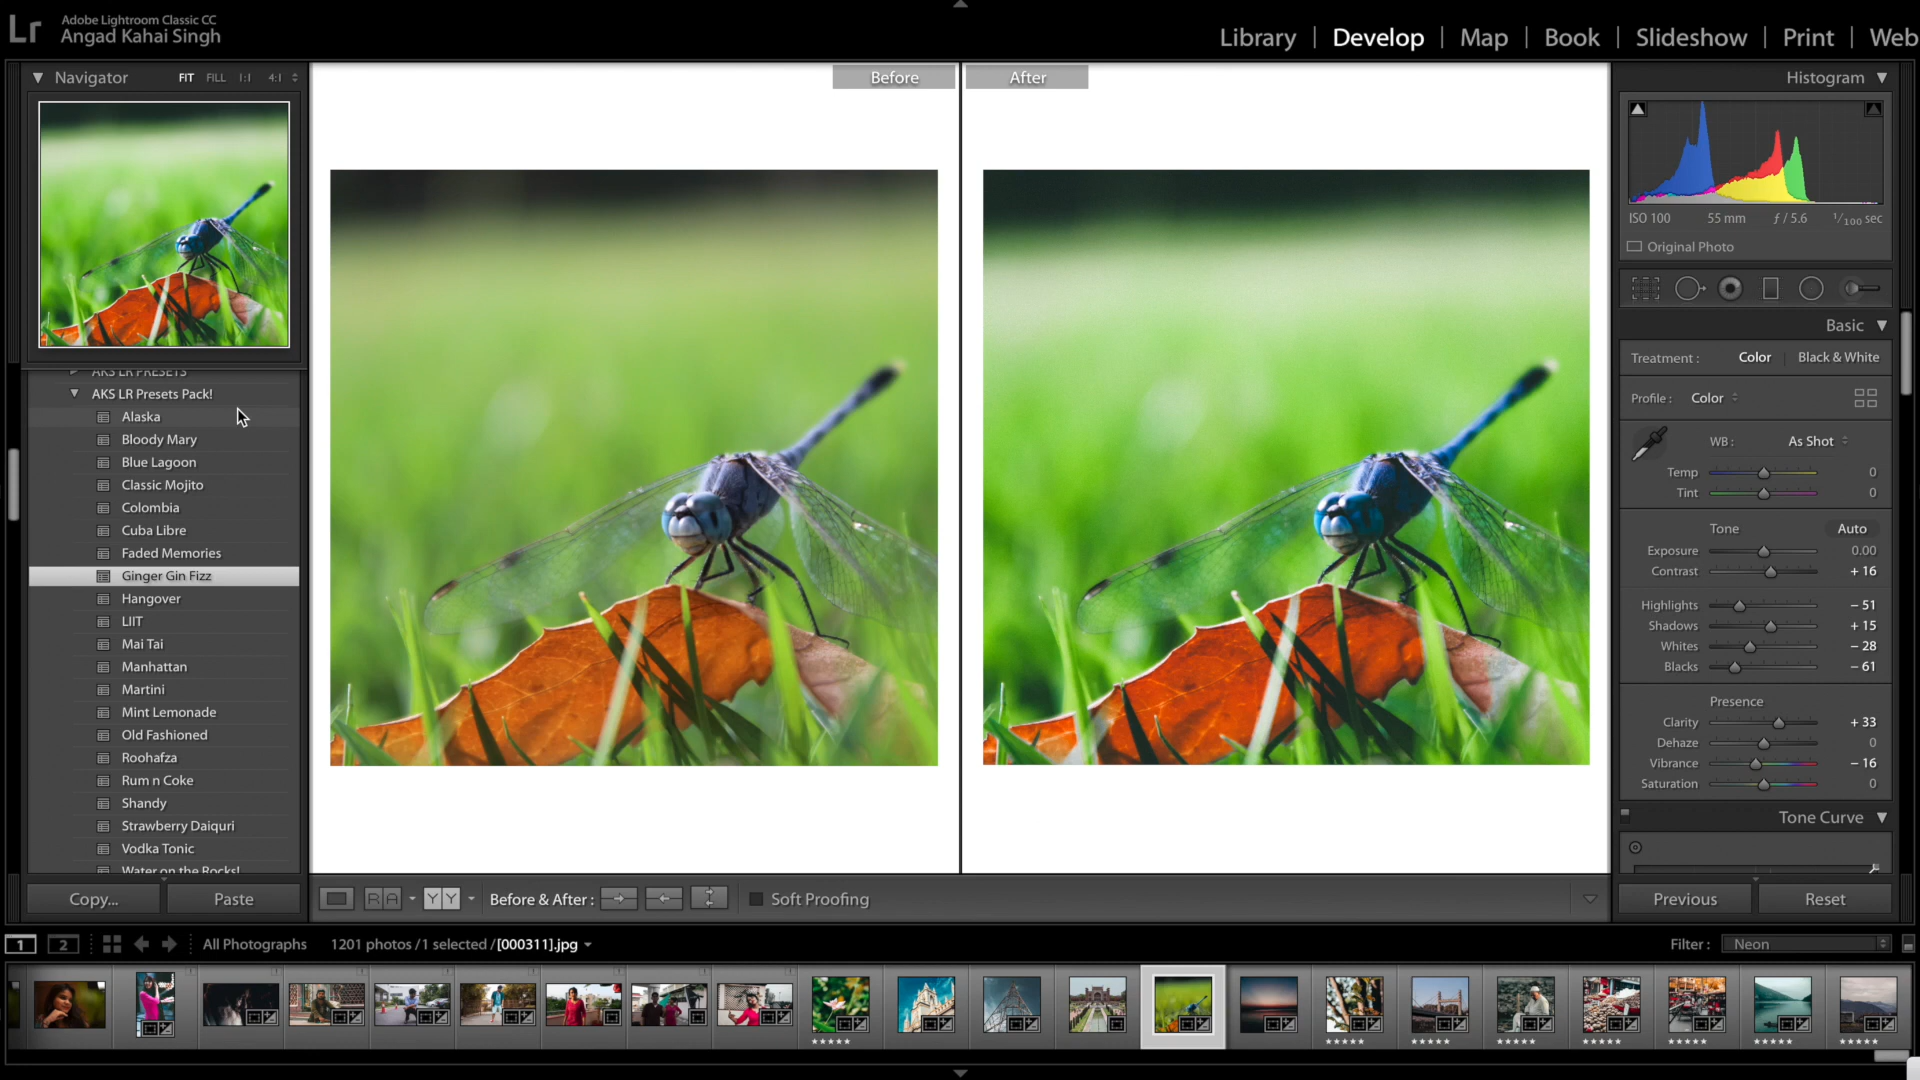 Lr
Adobe Lightroom Classic CC
Angad Kahai Singh
Library | Develop | Map | Book | Slideshow | Print | Web
Navigator FIT FILL 1:1 4:1
AKS LR PRESETS
AKS LR Presets Pack!
Alaska
Bloody Mary
Blue Lagoon
Classic Mojito
Colombia
Cuba Libre
Faded Memories
Ginger Gin Fizz
Hangover
LIIT
Mai Tai
Manhattan
Martini
Mint Lemonade
Old Fashioned
Roohafza
Rum n Coke
Shandy
Strawberry Daiquri
Vodka Tonic
Water on the Rocks!
Copy... Paste
Before After
R A Y Y Before & After : Soft Proofing
Histogram
ISO 100 55 mm ƒ / 5.6 1/100 sec
Original Photo
Basic
Treatment : Color Black & White
Profile : Color
WB : As Shot
Temp 0
Tint 0
Tone Auto
Exposure 0.00
Contrast + 16
Highlights − 51
Shadows + 15
Whites − 28
Blacks − 61
Presence
Clarity + 33
Dehaze 0
Vibrance − 16
Saturation 0
Tone Curve
Previous Reset
1 2 All Photographs 1201 photos / 1 selected / [000311].jpg Filter : Neon